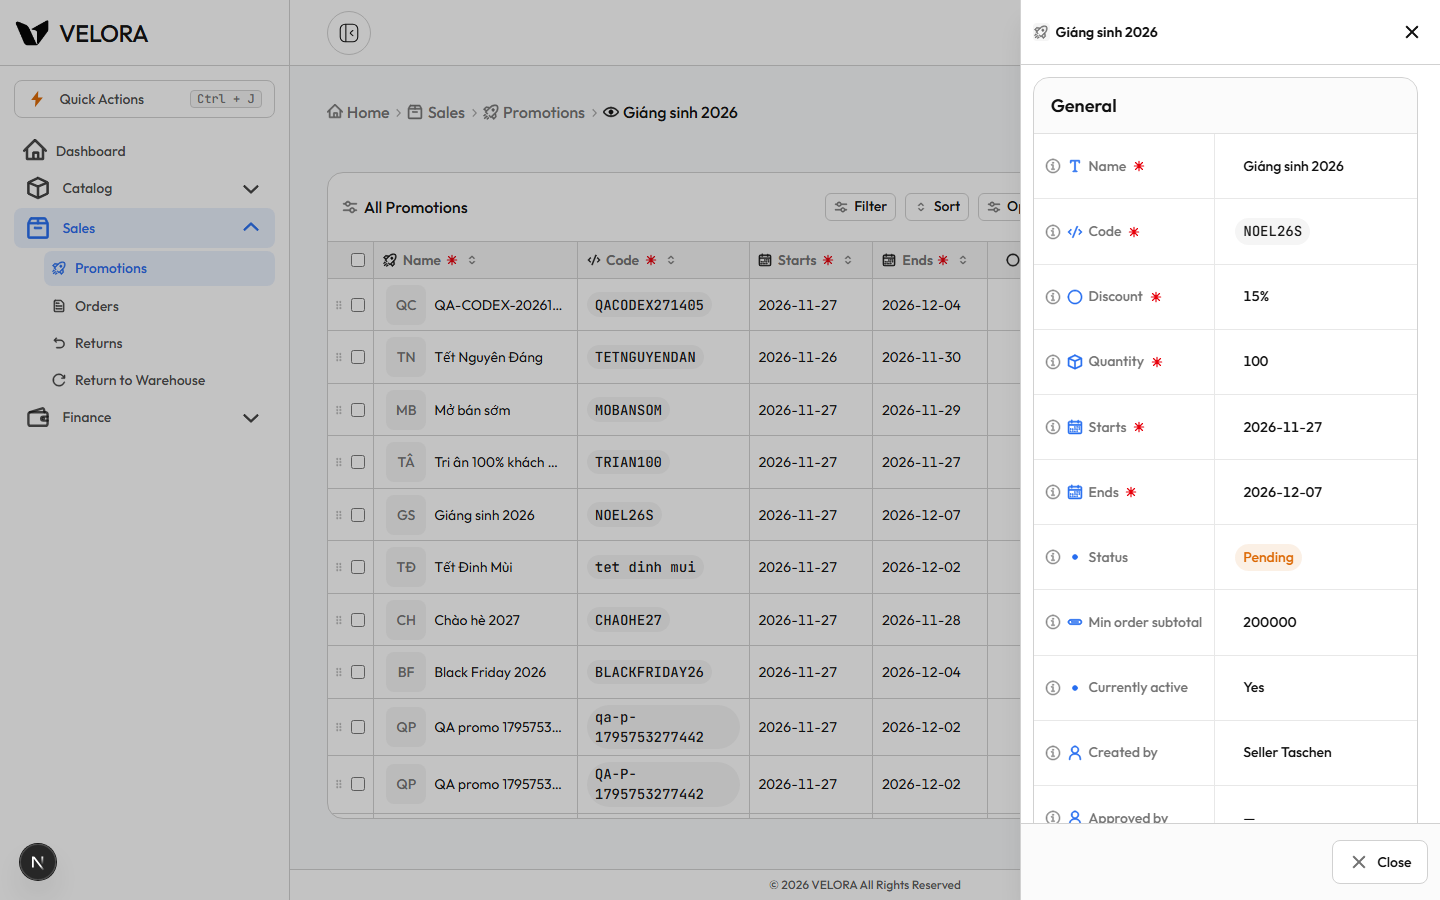 VELORA
Quick Actions
Ctrl + J
Dashboard
Catalog
Sales
Promotions
Orders
Returns
Return to Warehouse
Finance
N
Home › Sales › Promotions › Giáng sinh 2026
All Promotions
Filter
Sort
Op
Name * Code * Starts * Ends *
QC QA-CODEX-20261... QACODEX271405 2026-11-27 2026-12-04
TN Tết Nguyên Đáng TETNGUYENDAN 2026-11-26 2026-11-30
MB Mở bán sớm MOBANSOM 2026-11-27 2026-11-29
TÂ Tri ân 100% khách ... TRIAN100 2026-11-27 2026-11-27
GS Giáng sinh 2026 NOEL26S 2026-11-27 2026-12-07
TĐ Tết Đinh Mùi tet dinh mui 2026-11-27 2026-12-02
CH Chào hè 2027 CHAOHE27 2026-11-27 2026-11-28
BF Black Friday 2026 BLACKFRIDAY26 2026-11-27 2026-12-04
QP QA promo 1795753... qa-p-1795753277442 2026-11-27 2026-12-02
QP QA promo 1795753... QA-P-1795753277442 2026-11-27 2026-12-02
© 2026 VELORA All Rights Reserved
Giáng sinh 2026
General
Name * Giáng sinh 2026
Code * NOEL26S
Discount * 15%
Quantity * 100
Starts * 2026-11-27
Ends * 2026-12-07
Status Pending
Min order subtotal 200000
Currently active Yes
Created by Seller Taschen
Approved by —
Close